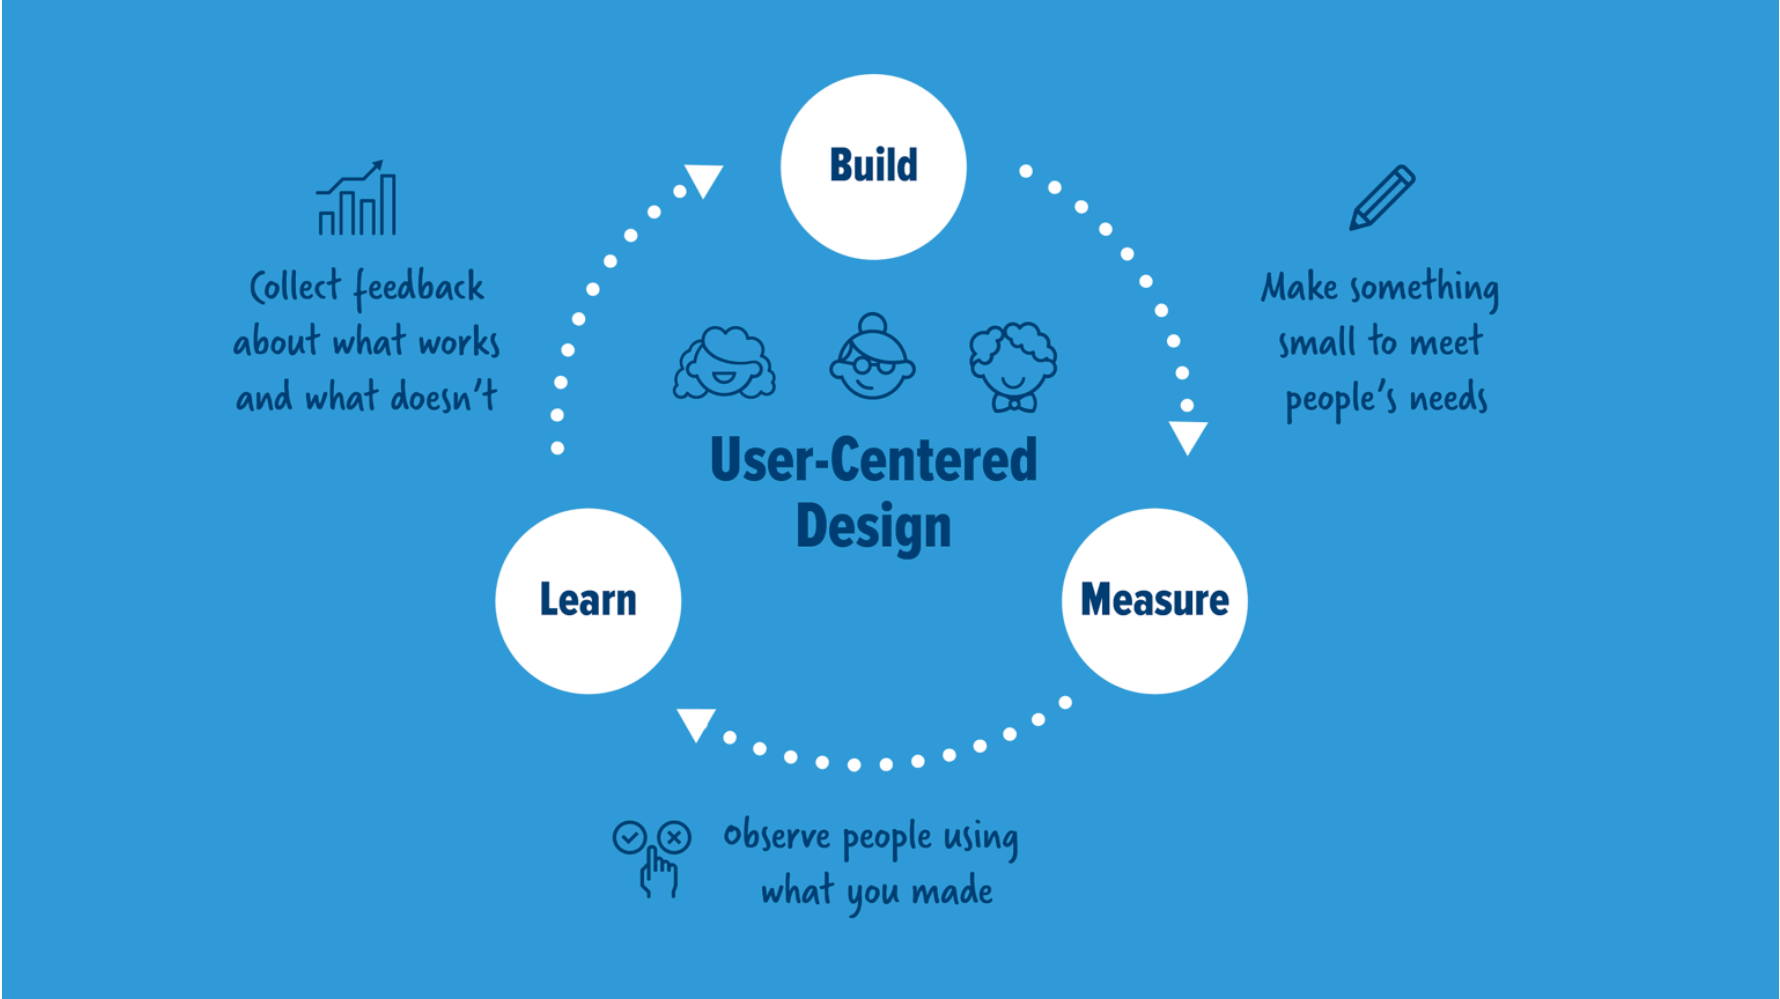 Build
Collect feedback
about what works
and what doesn't
Make something
small to meet
people's needs
User-Centered
Design
Learn
Measure
Observe people using
what you made